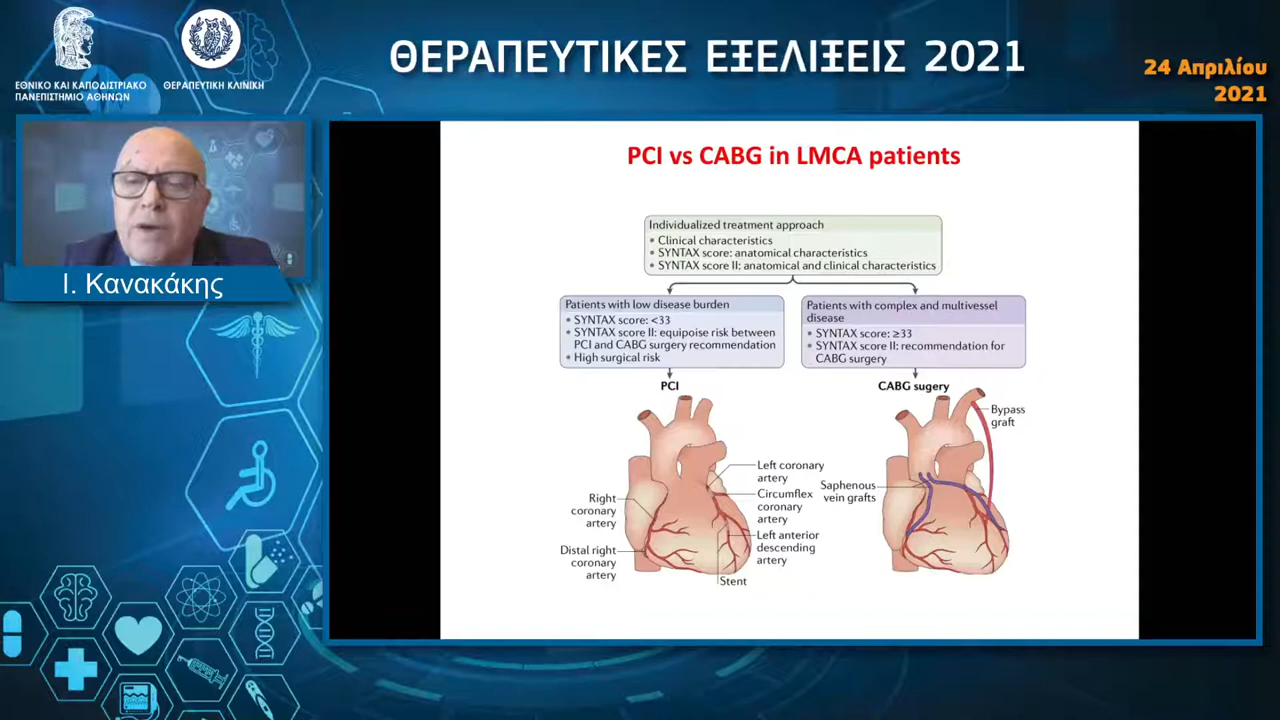 ΕΘΝΙΚΟ ΚΑΙ ΚΑΠΟΔΙΣΤΡΙΑΚΟ
ΠΑΝΕΠΙΣΤΗΜΙΟ ΑΘΗΝΩΝ
ΘΕΡΑΠΕΥΤΙΚΗ ΚΛΙΝΙΚΗ
ΘΕΡΑΠΕΥΤΙΚΕΣ ΕΞΕΛΙΞΕΙΣ 2021
24 Απριλίου
2021
Ι. Κανακάκης
PCI vs CABG in LMCA patients
Individualized treatment approach
• Clinical characteristics
• SYNTAX score: anatomical characteristics
• SYNTAX score II: anatomical and clinical characteristics
Patients with low disease burden
• SYNTAX score: <33
• SYNTAX score II: equipoise risk between
PCI and CABG surgery recommendation
• High surgical risk
Patients with complex and multivessel
disease
• SYNTAX score: ≥33
• SYNTAX score II: recommendation for
CABG surgery
PCI
CABG sugery
Left coronary
artery
Circumflex
coronary
artery
Left anterior
descending
artery
Stent
Right
coronary
artery
Distal right
coronary
artery
Bypass
graft
Saphenous
vein grafts